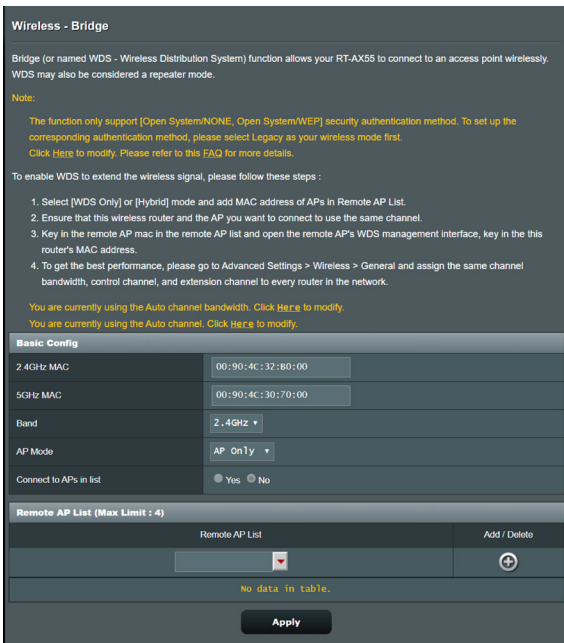 Wireless - Bridge
Bridge (or named WDS - Wireless Distribution System) function allows your RT-AX55 to connect to an access point wirelessly.
WDS may also be considered a repeater mode.
Note:
The function only support [Open System/NONE, Open System/WEP] security authentication method. To set up the
corresponding authentication method, please select Legacy as your wireless mode first.
Click Here to modify. Please refer to this FAQ for more details.
To enable WDS to extend the wireless signal, please follow these steps :
1. Select [WDS Only] or [Hybrid] mode and add MAC address of APs in Remote AP List.
2. Ensure that this wireless router and the AP you want to connect to use the same channel.
3. Key in the remote AP mac in the remote AP list and open the remote AP's WDS management interface, key in the this
router's MAC address.
4. To get the best performance, please go to Advanced Settings > Wireless > General and assign the same channel
bandwidth, control channel, and extension channel to every router in the network.
You are currently using the Auto channel bandwidth. Click Here to modify.
You are currently using the Auto channel. Click Here to modify.
Basic Config
2.4GHz MAC 00:90:4C:32:B0:00
5GHz MAC 00:90:4C:30:70:00
Band 2.4GHz
AP Mode AP Only
Connect to APs in list Yes No
Remote AP List (Max Limit : 4)
Remote AP List Add / Delete
No data in table.
Apply